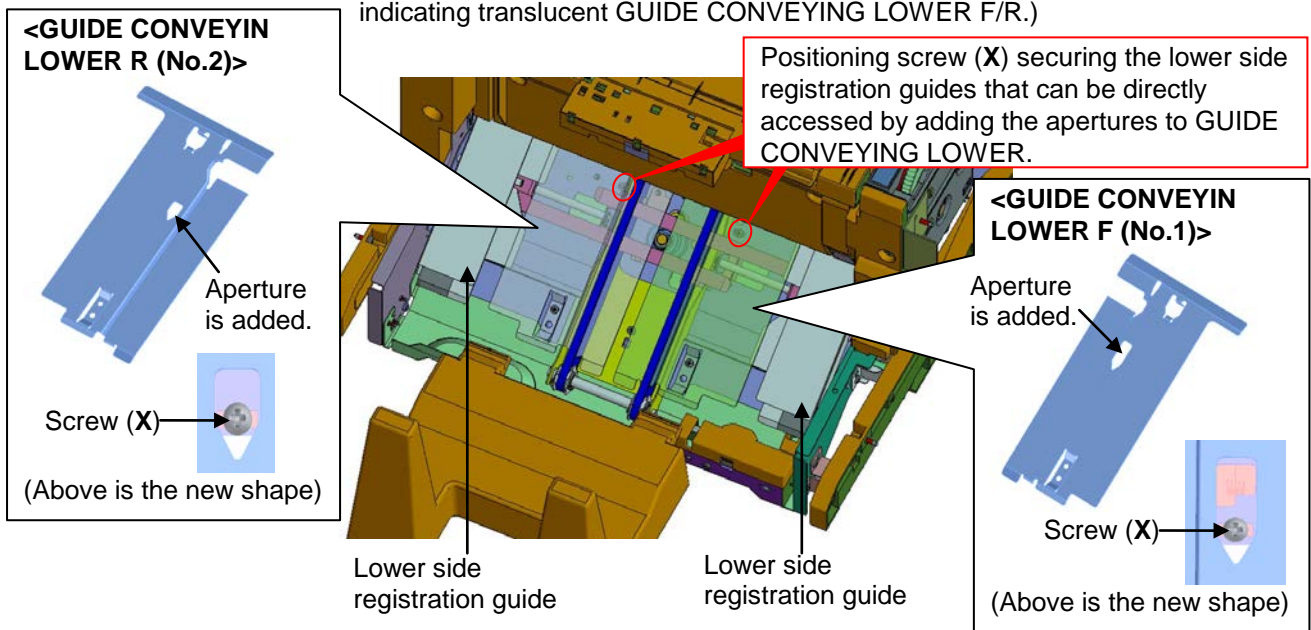 indicating translucent GUIDE CONVEYING LOWER F/R.)
<GUIDE CONVEYIN
LOWER R (No.2)>
Aperture
is added.
Screw (X)
(Above is the new shape)
Positioning screw (X) securing the lower side
registration guides that can be directly
accessed by adding the apertures to GUIDE
CONVEYING LOWER.
<GUIDE CONVEYIN
LOWER F (No.1)>
Aperture
is added.
Screw (X)
(Above is the new shape)
Lower side
registration guide
Lower side
registration guide